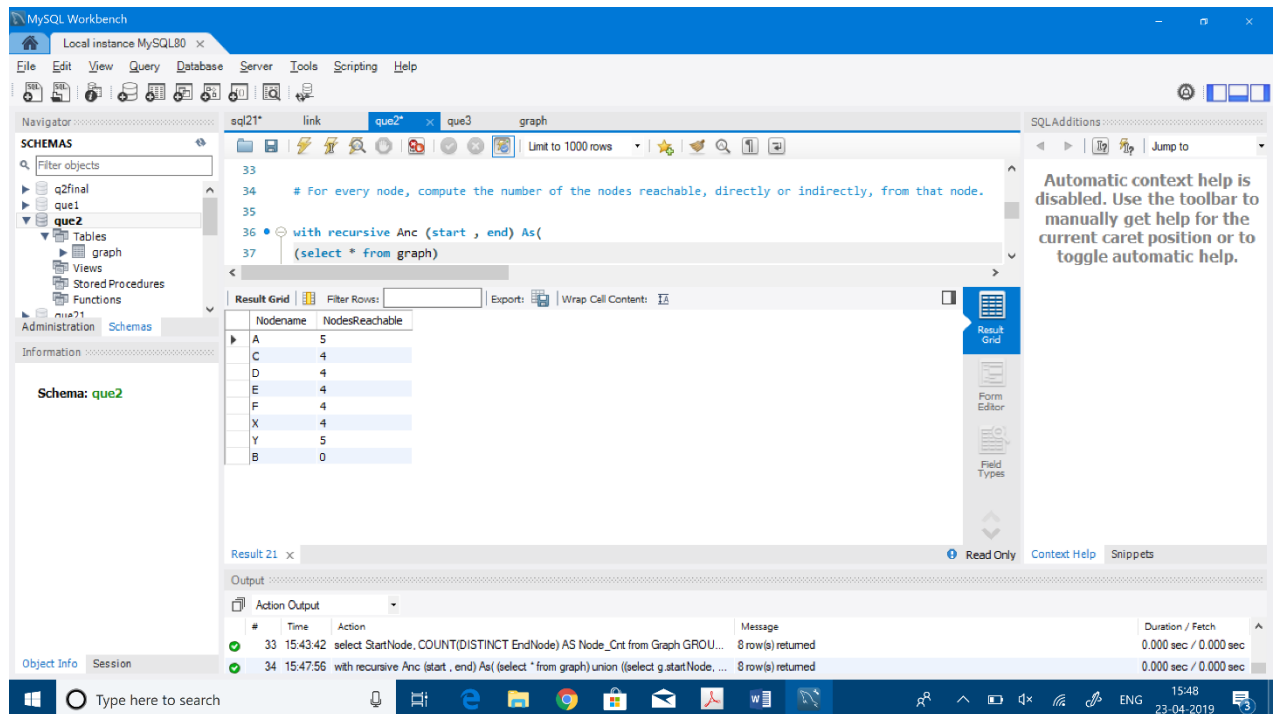 MySQL Workbench
Local instance MySQL80
File Edit View Query Database Server Tools Scripting Help
Navigator
SCHEMAS
Filter objects
q2final
que1
que2
Tables
graph
Views
Stored Procedures
Functions
que21
Administration Schemas
Information
Schema: que2
Object Info Session
sql21* link que2* que3 graph
Limit to 1000 rows
33
34 # For every node, compute the number of the nodes reachable, directly or indirectly, from that node.
35
36 with recursive Anc (start , end) As(
37 (select * from graph)
Result Grid Filter Rows: Export: Wrap Cell Content:
Nodename NodesReachable
A 5
C 4
D 4
E 4
F 4
X 4
Y 5
B 0
Result Grid
Form Editor
Field Types
Result 21 Read Only
SQLAdditions
Jump to
Automatic context help is
disabled. Use the toolbar to
manually get help for the
current caret position or to
toggle automatic help.
Context Help Snippets
Output
Action Output
# Time Action Message Duration / Fetch
33 15:43:42 select StartNode, COUNT(DISTINCT EndNode) AS Node_Cnt from Graph GROU... 8 row(s) returned 0.000 sec / 0.000 sec
34 15:47:56 with recursive Anc (start , end) As( (select * from graph) union ((select g.startNode, ... 8 row(s) returned 0.000 sec / 0.000 sec
Type here to search
ENG
15:48
23-04-2019
3